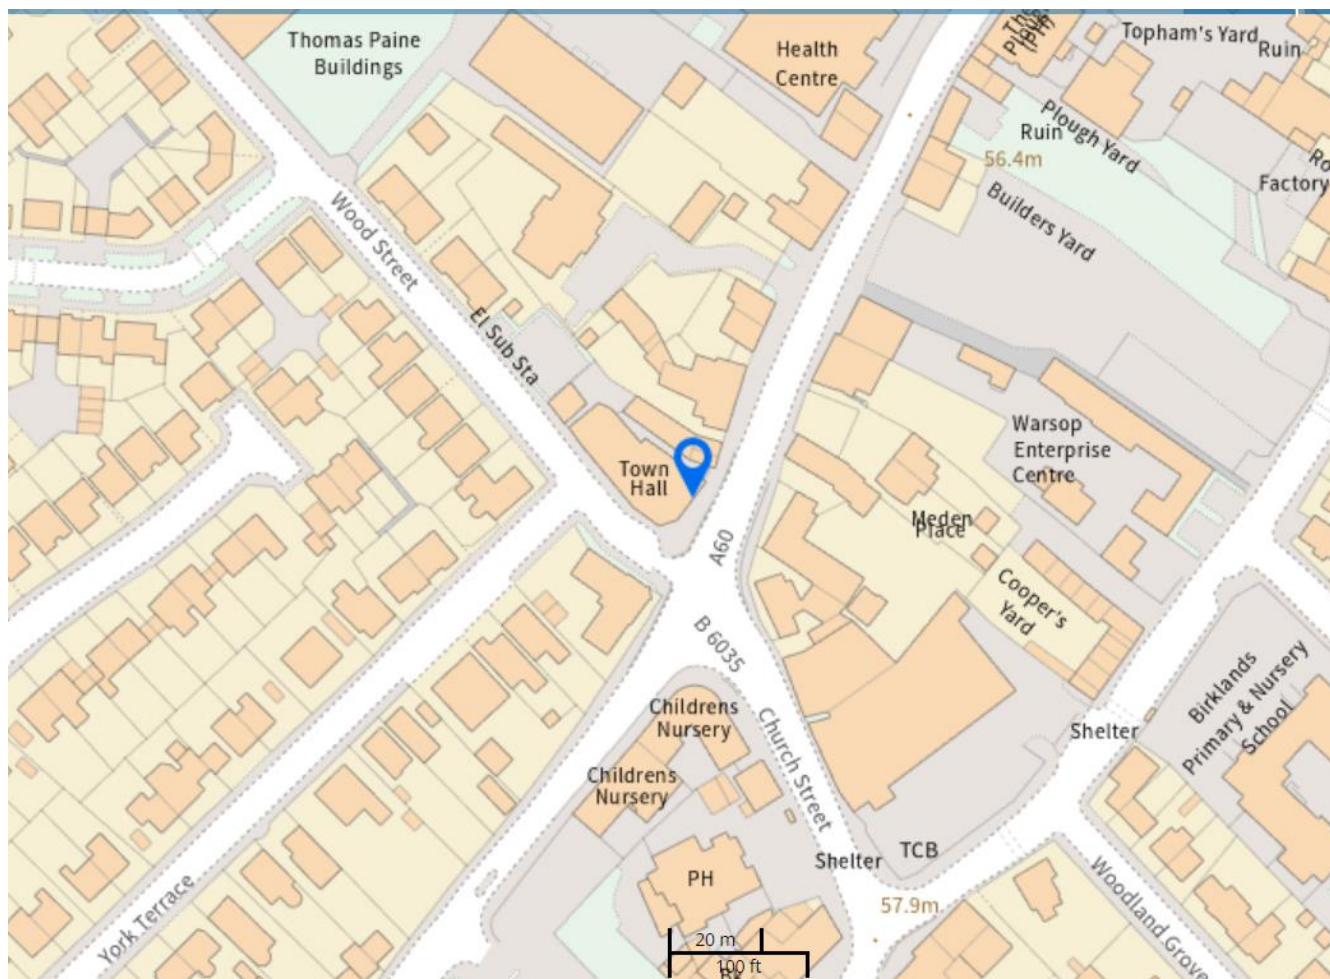 Thomas Paine
Buildings
Health
Centre
Topham's Yard
Ruin
Plough Yard
Ruin
56.4m
Factory
Builders Yard
Wood Street
El Sub Sta
Town
Hall
Warsop
Enterprise
Centre
Meden
Place
A60
Cooper's
Yard
B 6035
Birklands
Primary & Nursery
School
Childrens
Nursery
Church Street
Shelter
Childrens
Nursery
Shelter
TCB
PH
57.9m
York Terrace
Woodland Grove
20 m
100 ft